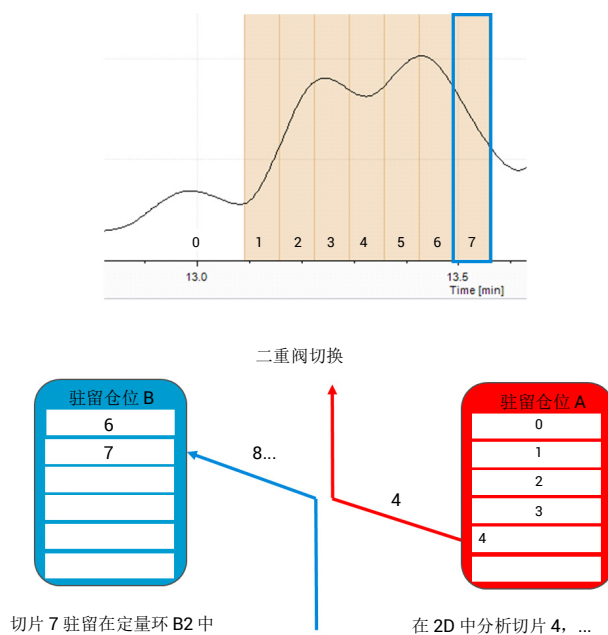 0 1 2 3 4 5 6 7
13.0 13.5
Time [min]
二重阀切换
驻留仓位 B
6
7
8...
4
驻留仓位 A
0
1
2
3
4
切片 7 驻留在定量环 B2 中
在 2D 中分析切片 4，...